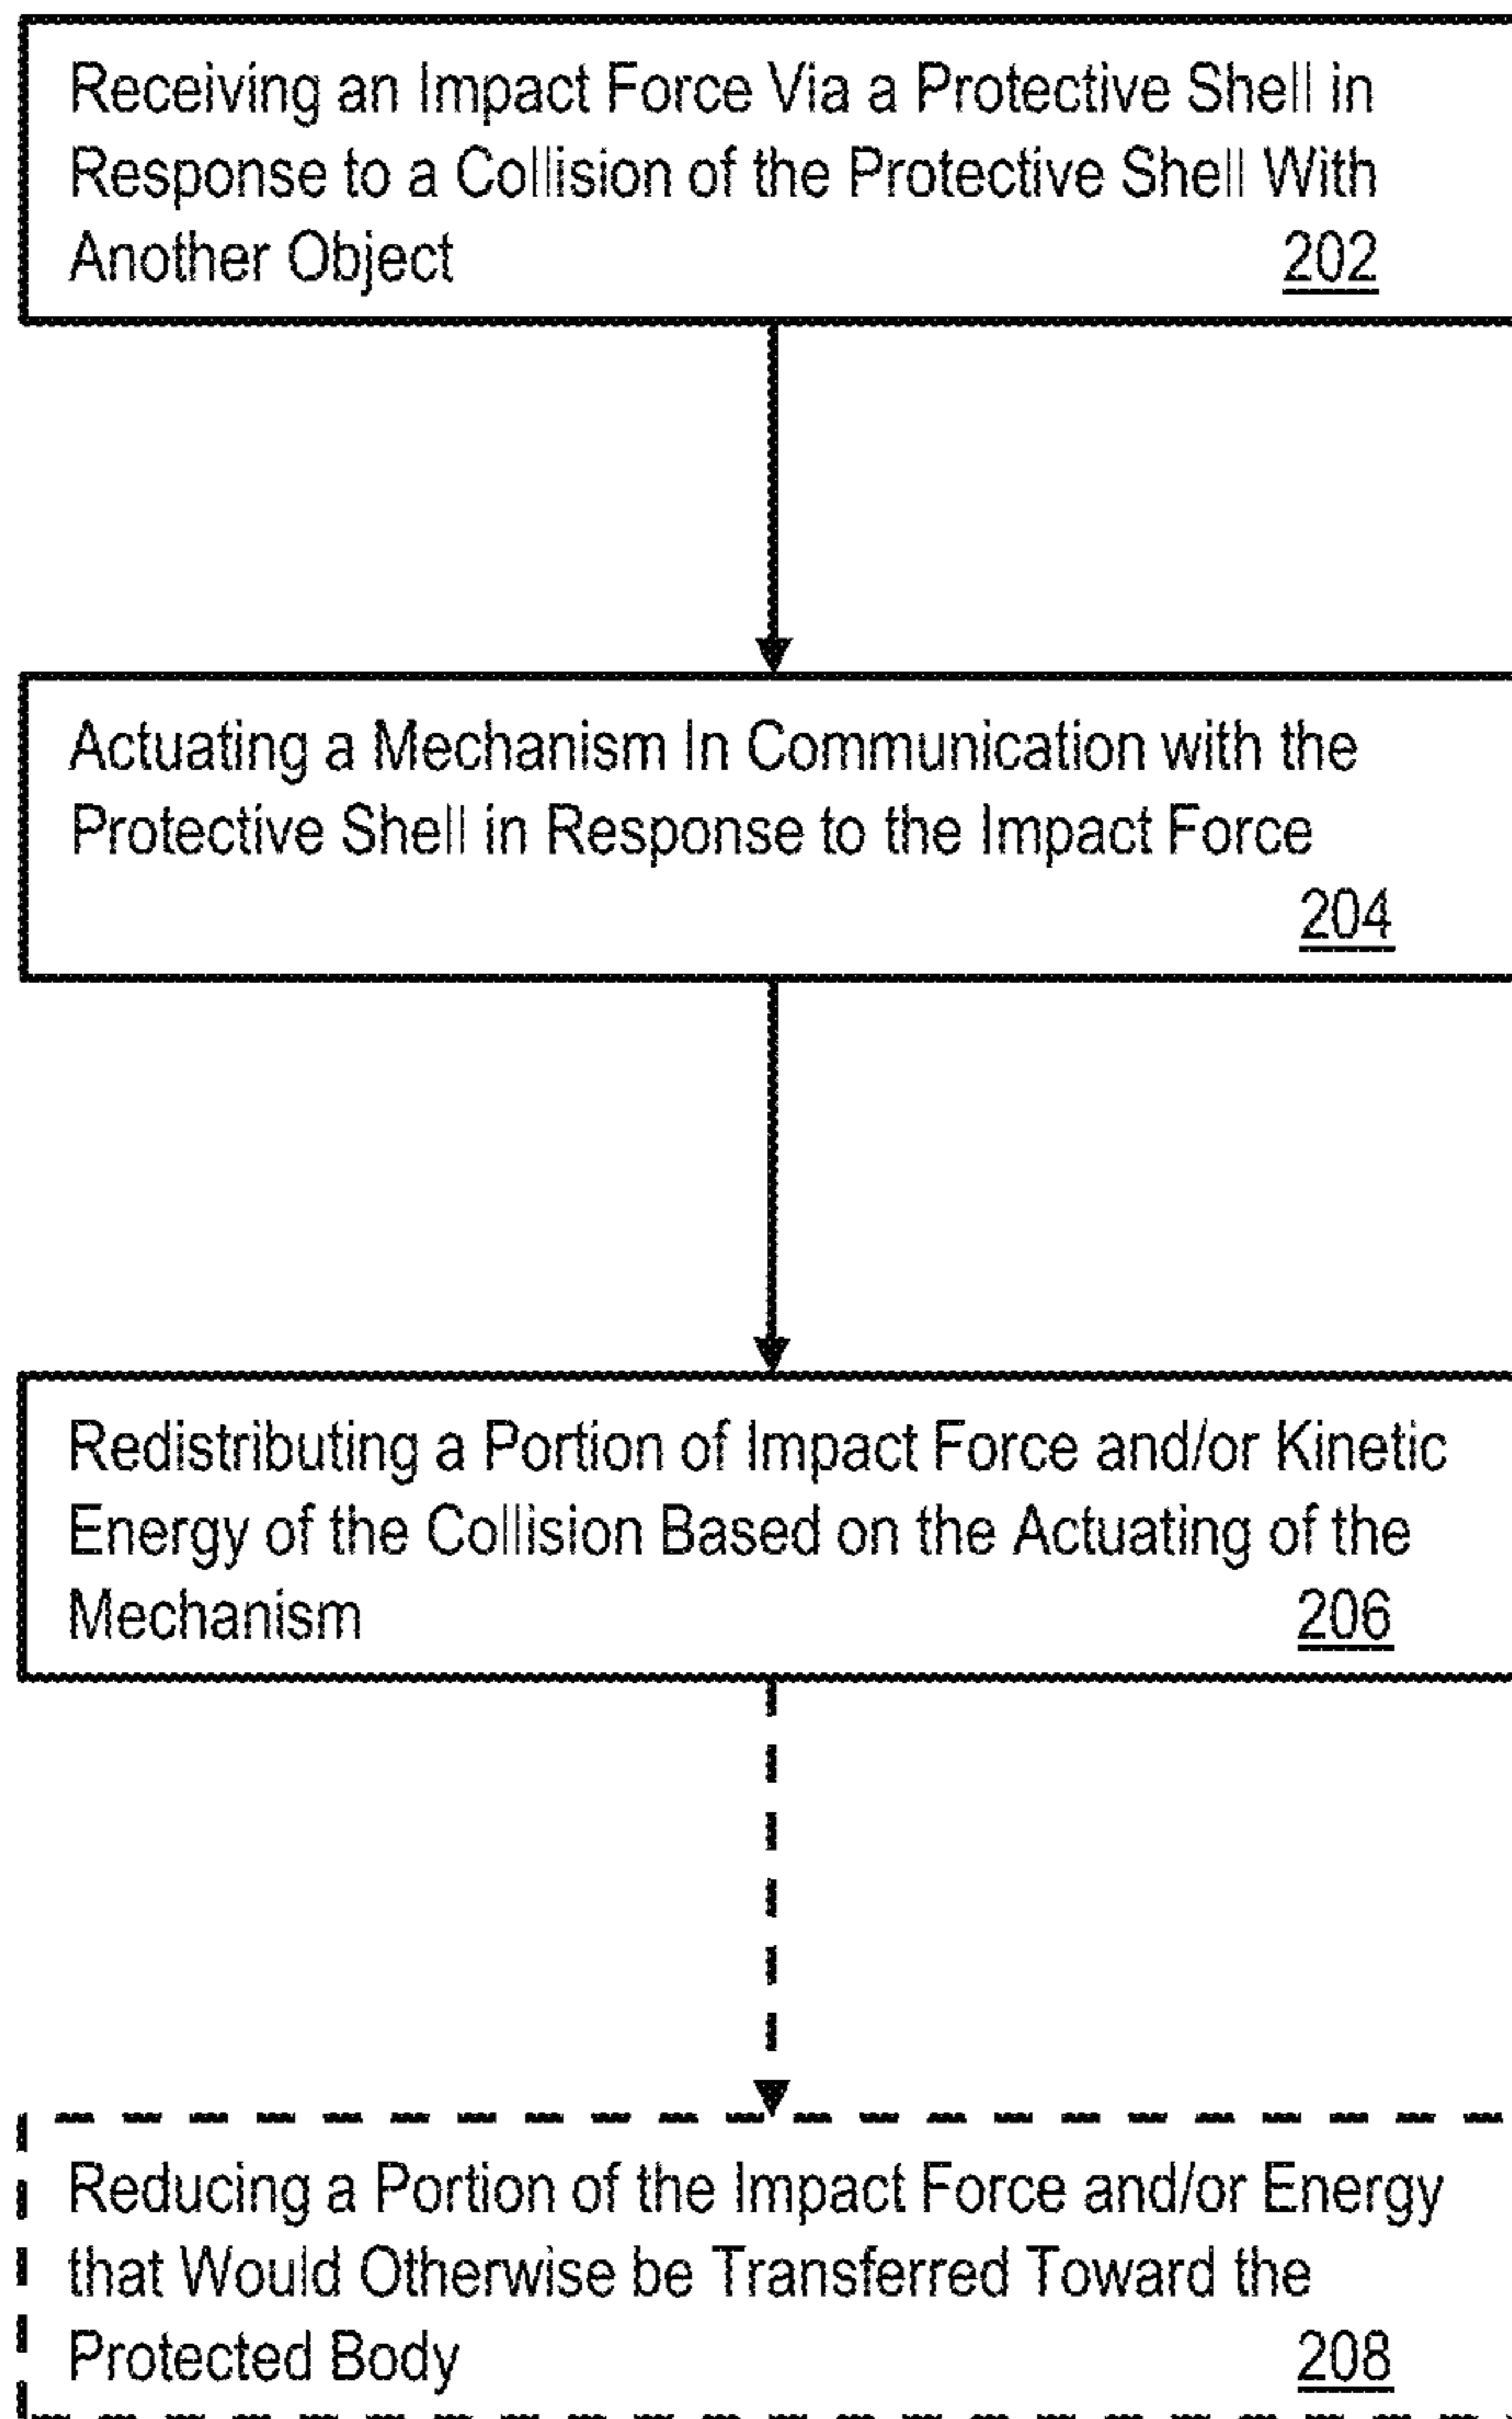 Receiving an Impact Force Via a Protective Shell in
Response to a Collision of the Protective Shell With
Another Object 202
Actuating a Mechanism In Communication with the
Protective Shell in Response to the Impact Force
204
Redistributing a Portion of Impact Force and/or Kinetic
Energy of the Collision Based on the Actuating of the
Mechanism 206
Reducing a Portion of the Impact Force and/or Energy
that Would Otherwise be Transferred Toward the
Protected Body 208